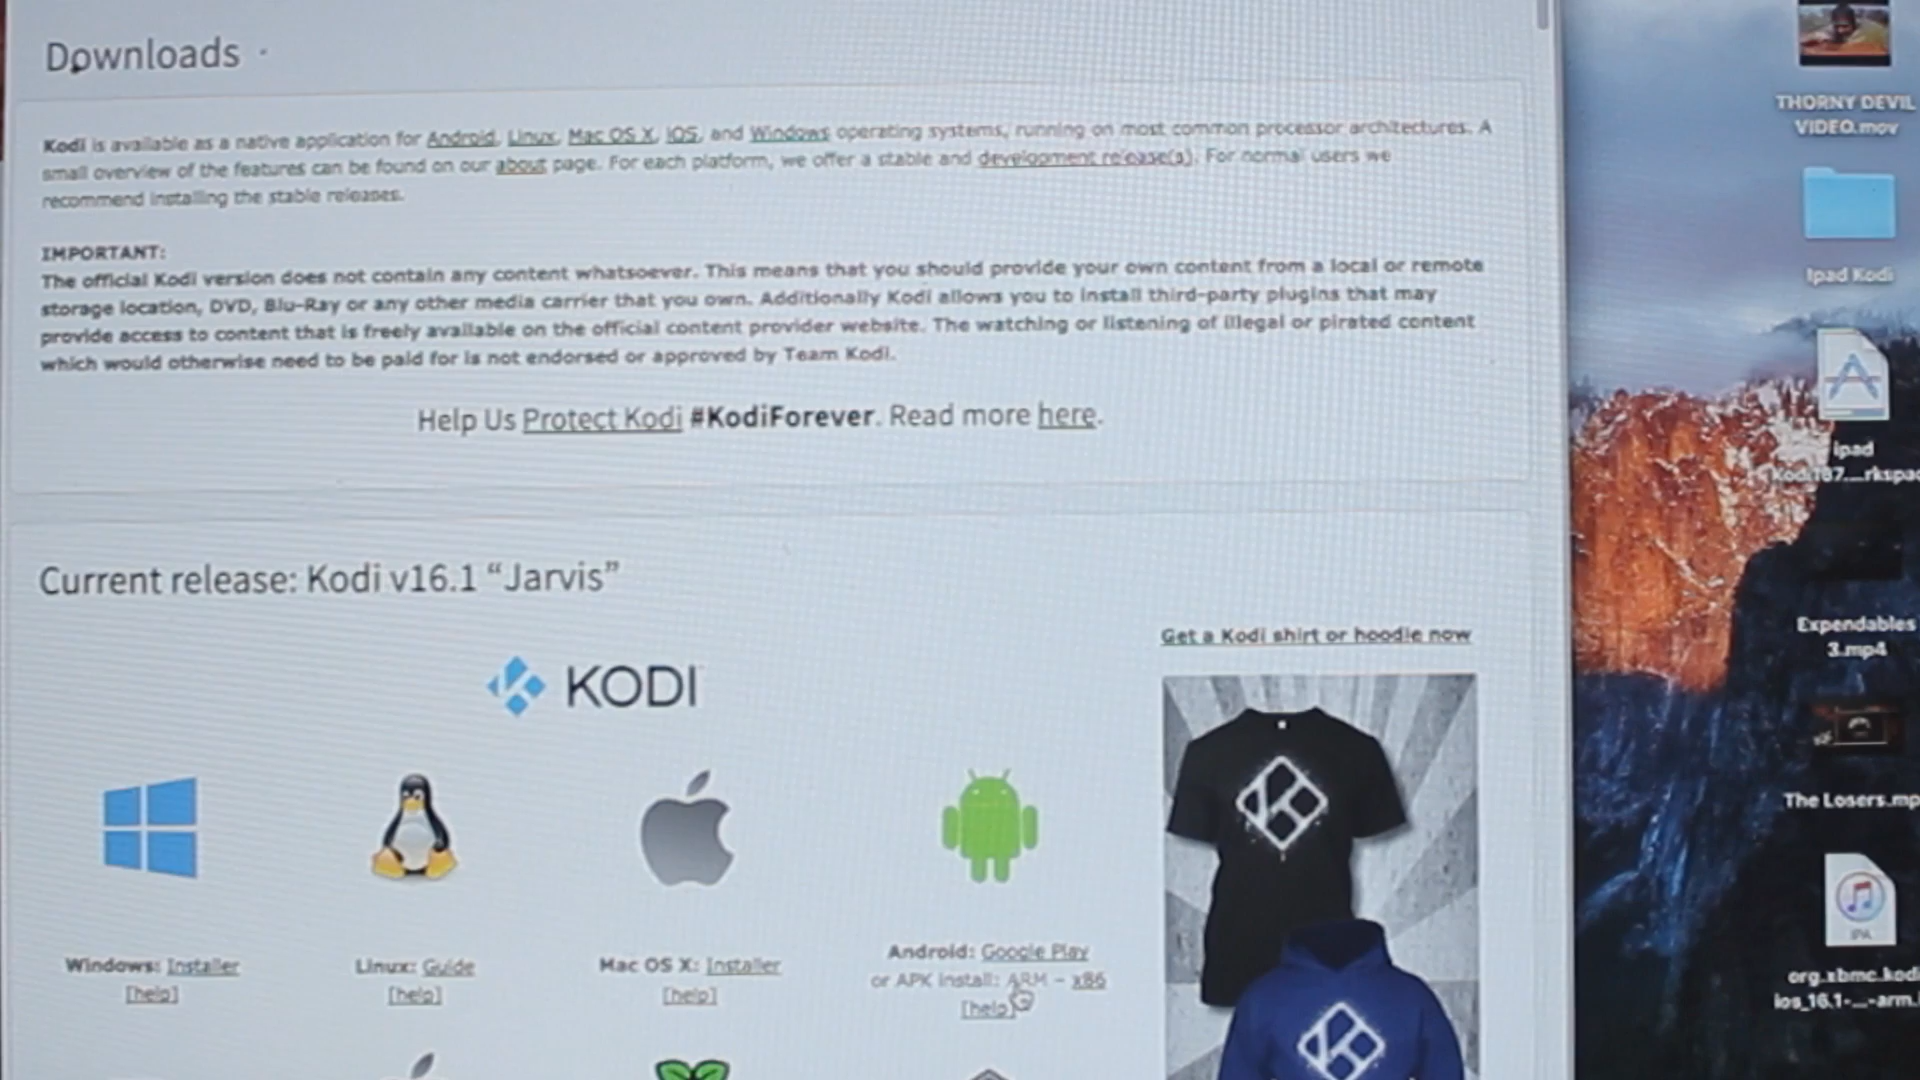 Downloads
Kodi is available as a native application for Android, Linux, Mac OS X, iOS, and Windows operating systems, running on most common processor architectures. A
small overview of the features can be found on our about page. For each platform, we offer a stable and development release(s). For normal users we
recommend installing the stable releases.
IMPORTANT:
The official Kodi version does not contain any content whatsoever. This means that you should provide your own content from a local or remote
storage location, DVD, Blu-Ray or any other media carrier that you own. Additionally Kodi allows you to install third-party plugins that may
provide access to content that is freely available on the official content provider website. The watching or listening of illegal or pirated content
which would otherwise need to be paid for is not endorsed or approved by Team Kodi.
Help Us Protect Kodi #KodiForever. Read more here.
Current release: Kodi v16.1 “Jarvis”
Get a Kodi shirt or hoodie now
KODI
Windows: Installer
[help]
Linux: Guide
[help]
Mac OS X: Installer
[help]
Android: Google Play
or APK install: ARM - x86
[help]
THORNY DEVIL
VIDEO.mov
Ipad Kodi
ipad
Expendables
3.mp4
The Losers.mp
IPA
org.xbmc.kodi
ios_16.1-...-arm.i